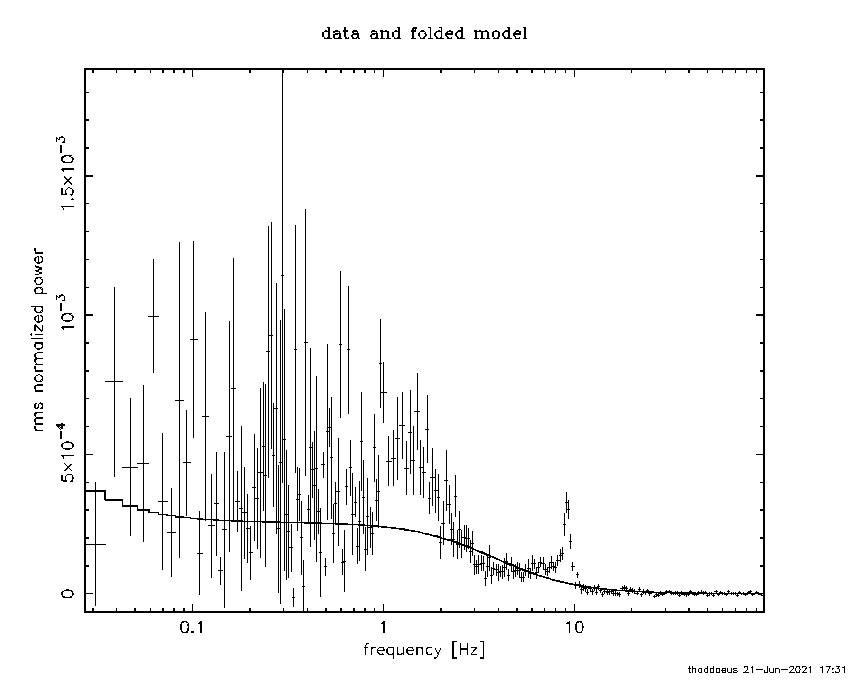 data and folded model
rms normalized power
1.5×10⁻³
10⁻³
5×10⁻⁴
0
0.1 1 10
frequency [Hz]
thoddaeus 21-Jun-2021 17:31